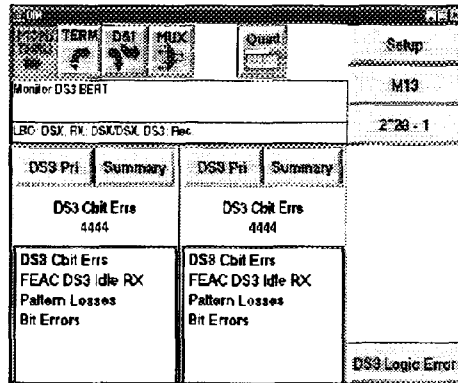 MON/
THRU
TERM
D&I
MUX
Quad
Setup
Monitor DS3 BERT
M13
LBO: DSX, RX: DSX/DSX, DS3: Rec
2^20 - 1
DS3 Pri Summary DS3 Pri Summary
DS3 Cbit Errs DS3 Cbit Errs
4444 4444
DS3 Cbit Errs DS3 Cbit Errs
FEAC DS3 Idle RX FEAC DS3 Idle RX
Pattern Losses Pattern Losses
Bit Errors Bit Errors
DS3 Logic Error